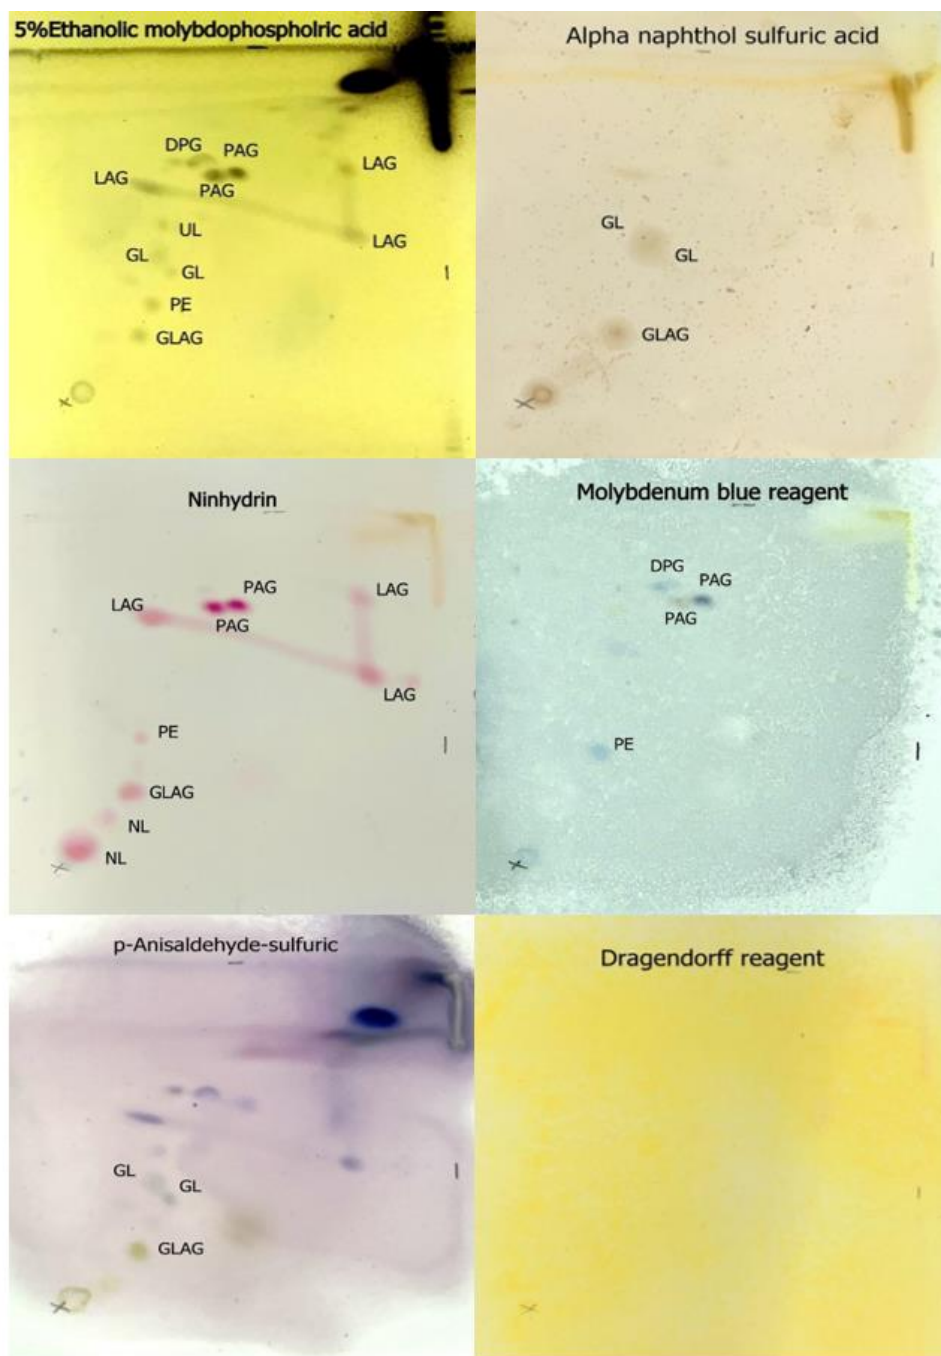 5%Ethanolic molybdophospholric acid
DPG
PAG
LAG
PAG
LAG
UL
LAG
GL
GL
PE
GLAG
Alpha naphthol sulfuric acid
GL
GL
GLAG
Ninhydrin
PAG
LAG
LAG
PAG
LAG
PE
GLAG
NL
NL
Molybdenum blue reagent
DPG
PAG
PAG
PE
p-Anisaldehyde-sulfuric
GL
GL
GLAG
Dragendorff reagent